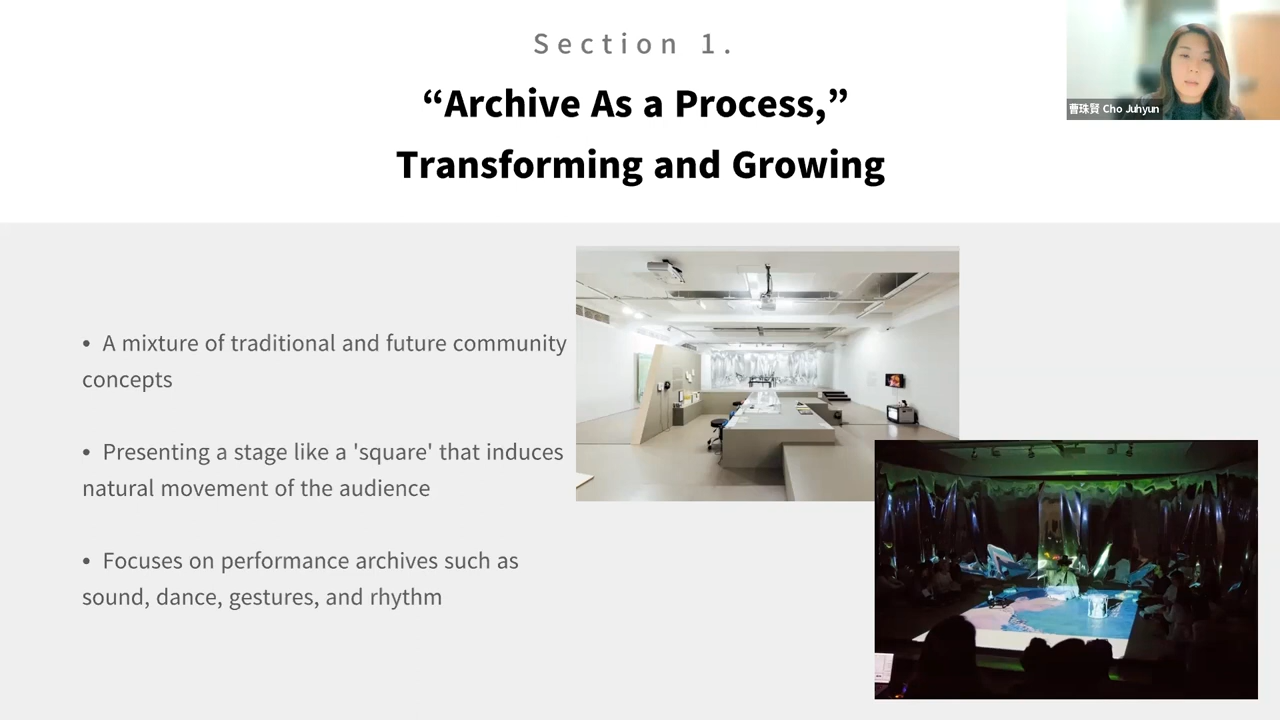 Section 1.
“Archive As a Process,”
Transforming and Growing
曹珠賢 Cho Juhyun
• A mixture of traditional and future community
concepts
• Presenting a stage like a 'square' that induces
natural movement of the audience
• Focuses on performance archives such as
sound, dance, gestures, and rhythm